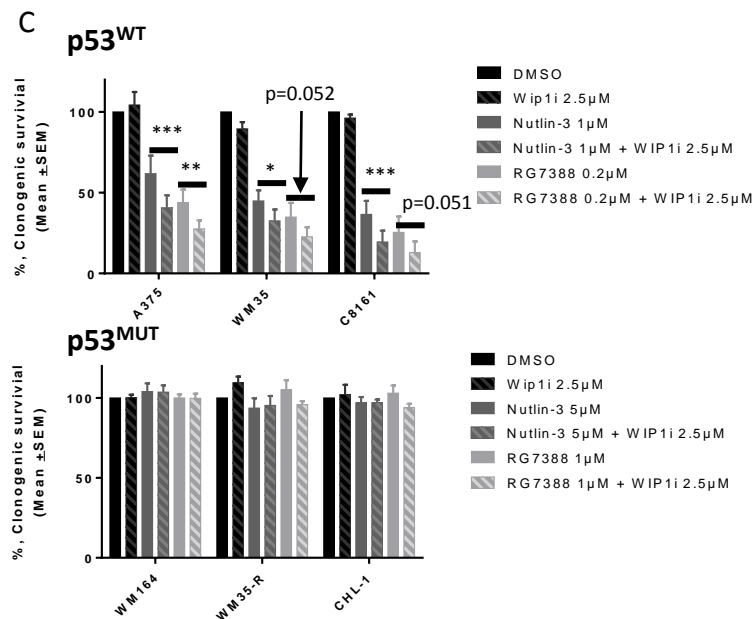 C
p53WT
%, Clonogenic survivial
(Mean ±SEM)
100
50
0
***
**
p=0.052
*
***
p=0.051
A375
WM35
C8161
DMSO
Wip1i 2.5µM
Nutlin-3 1µM
Nutlin-3 1µM + WIP1i 2.5µM
RG7388 0.2µM
RG7388 0.2µM + WIP1i 2.5µM
p53MUT
%, Clonogenic survivial
(Mean ±SEM)
100
50
0
WM164
WM35-R
CHL-1
DMSO
Wip1i 2.5µM
Nutlin-3 5µM
Nutlin-3 5µM + WIP1i 2.5µM
RG7388 1µM
RG7388 1µM + WIP1i 2.5µM